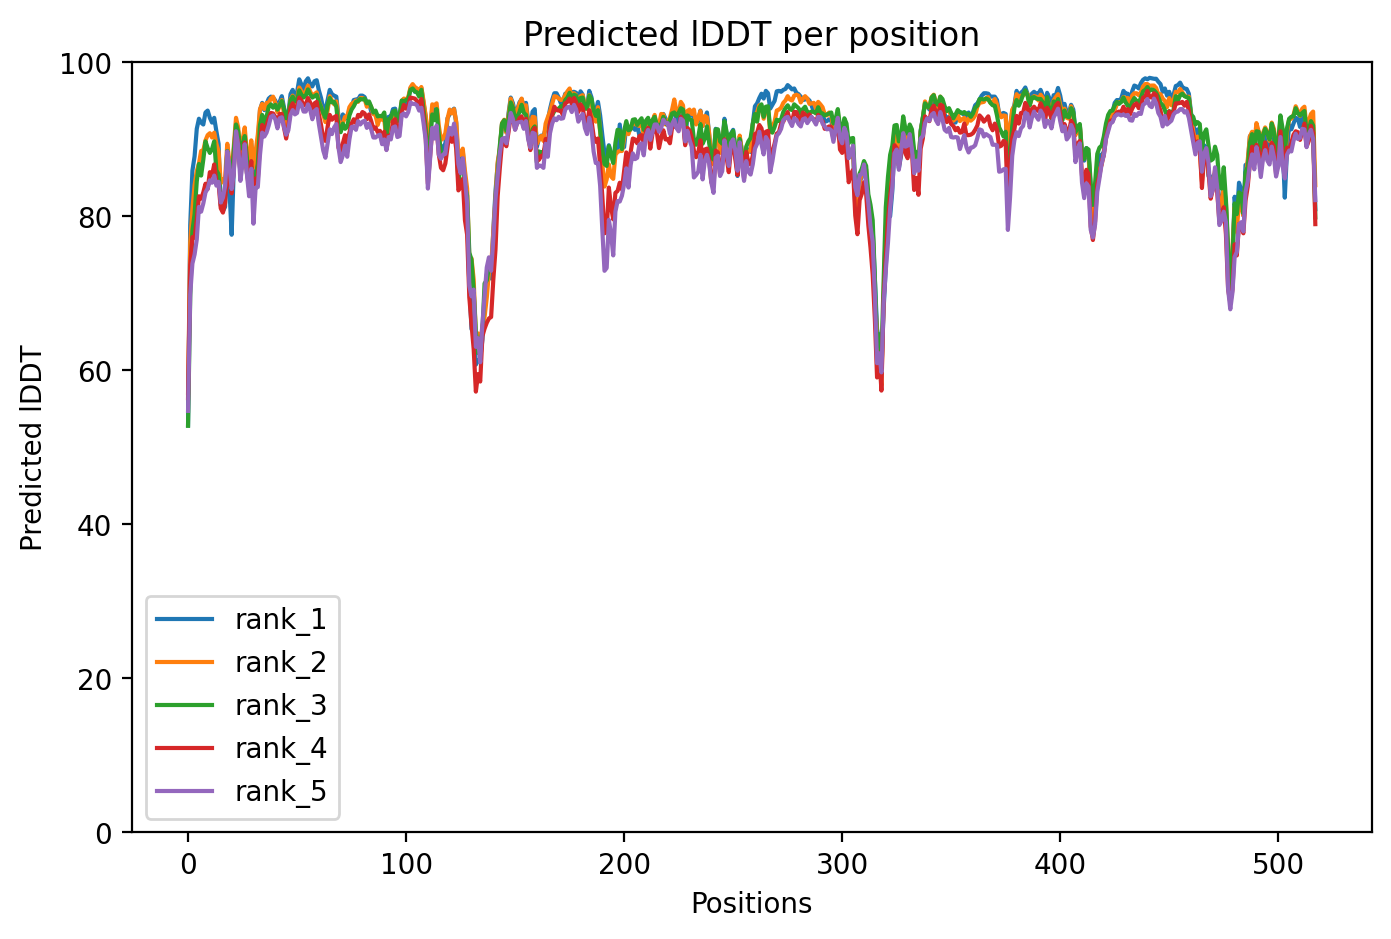 Predicted lDDT per position
100
80
60
40
20
0
Predicted lDDT
rank_1
rank_2
rank_3
rank_4
rank_5
0 100 200 300 400 500
Positions